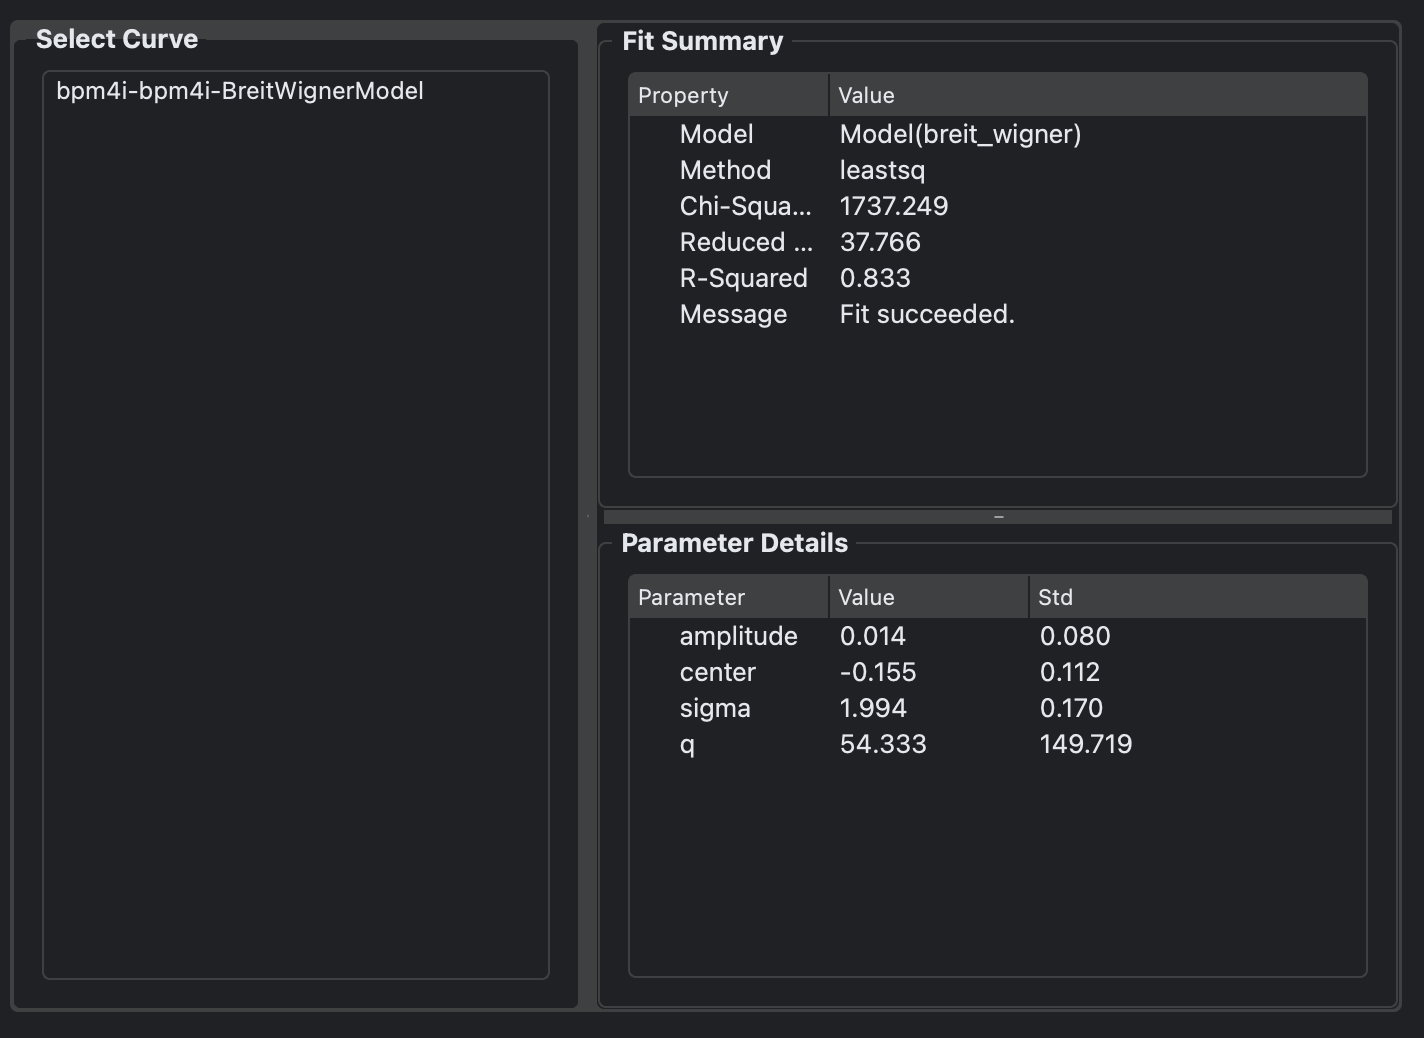 Select Curve
bpm4i-bpm4i-BreitWignerModel
Fit Summary
Property Value
Model Model(breit_wigner)
Method leastsq
Chi-Squa... 1737.249
Reduced ... 37.766
R-Squared 0.833
Message Fit succeeded.
Parameter Details
Parameter Value Std
amplitude 0.014 0.080
center -0.155 0.112
sigma 1.994 0.170
q 54.333 149.719